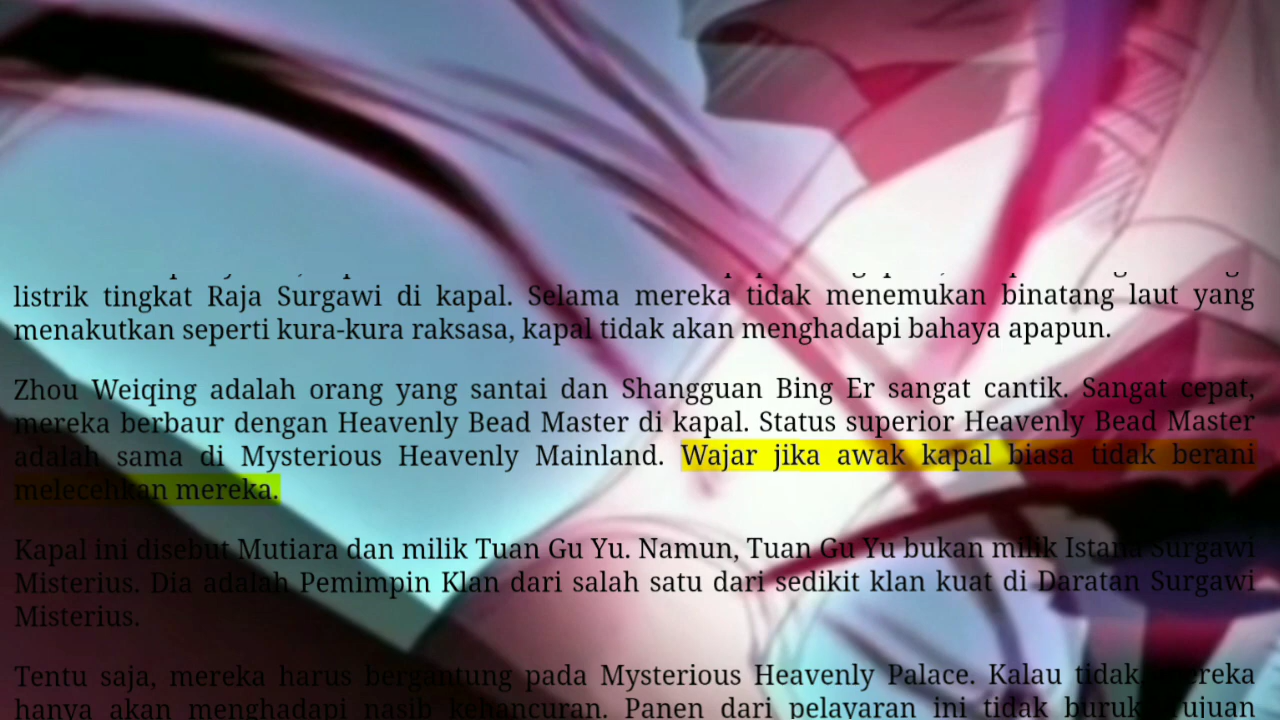 listrik tingkat Raja Surgawi di kapal. Selama mereka tidak menemukan binatang laut yang
menakutkan seperti kura-kura raksasa, kapal tidak akan menghadapi bahaya apapun.
Zhou Weiqing adalah orang yang santai dan Shangguan Bing Er sangat cantik. Sangat cepat,
mereka berbaur dengan Heavenly Bead Master di kapal. Status superior Heavenly Bead Master
adalah sama di Mysterious Heavenly Mainland. Wajar jika awak kapal biasa tidak berani
melecehkan mereka.
Kapal ini disebut Mutiara dan milik Tuan Gu Yu. Namun, Tuan Gu Yu bukan milik Istana Surgawi
Misterius. Dia adalah Pemimpin Klan dari salah satu dari sedikit klan kuat di Daratan Surgawi
Misterius.
Tentu saja, mereka harus bergantung pada Mysterious Heavenly Palace. Kalau tidak, mereka
hanya akan menghadapi nasib kehancuran. Panen dari pelayaran ini tidak buruk.